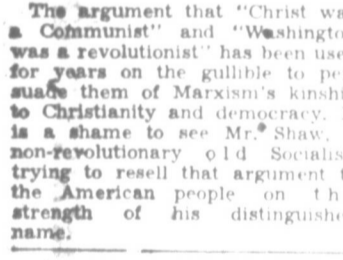 The argument that "Christ wa
a Communist" and "Washingto
was a revolutionist" has been use
for years on the gullible to pe
suade them of Marxism's kinshi
to Christianity and democracy.
is a shame to see Mr. Shaw,
non-revolutionary old Socialis
trying to resell that argument t
the American people on th
strength of his distinguishe
name.